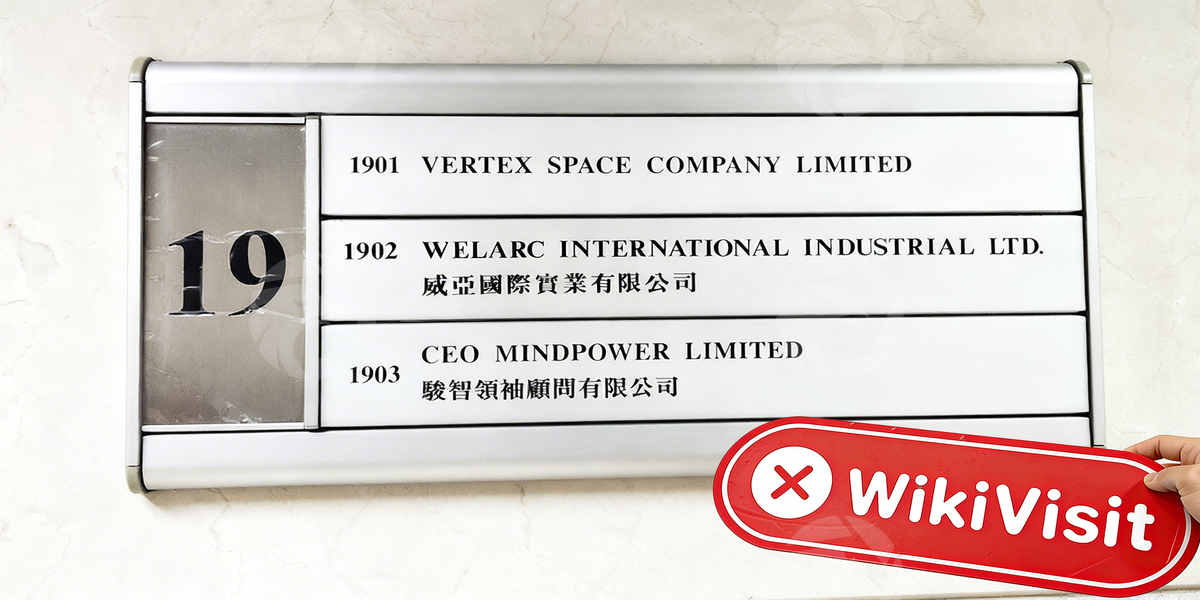 19
1901 VERTEX SPACE COMPANY LIMITED
1902 WELARC INTERNATIONAL INDUSTRIAL LTD.
威亞國際實業有限公司
1903 CEO MINDPOWER LIMITED
駿智領袖顧問有限公司
WikiVisit